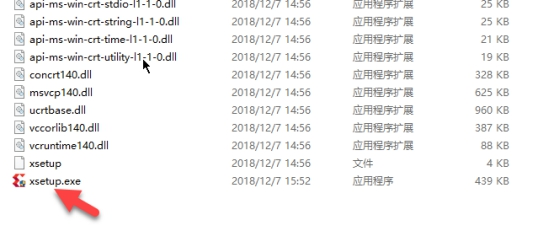 api-ms-win-crt-stdio-l1-1-0.dll 2018/12/7 14:56 应用程序扩展 25 KB
api-ms-win-crt-string-l1-1-0.dll 2018/12/7 14:56 应用程序扩展 25 KB
api-ms-win-crt-time-l1-1-0.dll 2018/12/7 14:56 应用程序扩展 21 KB
api-ms-win-crt-utility-l1-1-0.dll 2018/12/7 14:56 应用程序扩展 19 KB
concrt140.dll 2018/12/7 14:56 应用程序扩展 328 KB
msvcp140.dll 2018/12/7 14:56 应用程序扩展 625 KB
ucrtbase.dll 2018/12/7 14:56 应用程序扩展 960 KB
vccorlib140.dll 2018/12/7 14:56 应用程序扩展 387 KB
vcruntime140.dll 2018/12/7 14:56 应用程序扩展 88 KB
xsetup 2018/12/7 14:56 文件 4 KB
xsetup.exe 2018/12/7 15:52 应用程序 439 KB